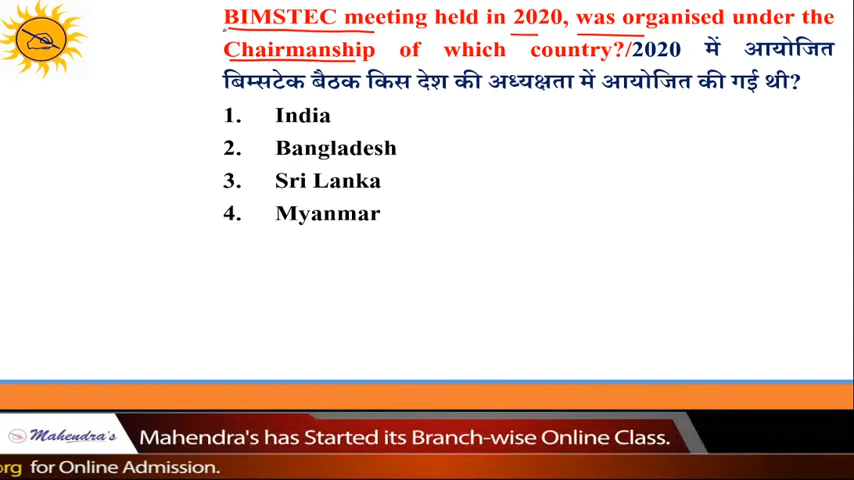 BIMSTEC meeting held in 2020, was organised under the
Chairmanship of which country?/2020 में आयोजित
बिम्सटेक बैठक किस देश की अध्यक्षता में आयोजित की गई थी?
1. India
2. Bangladesh
3. Sri Lanka
4. Myanmar
Mahendra's Mahendra's has Started its Branch-wise Online Class.
org for Online Admission.